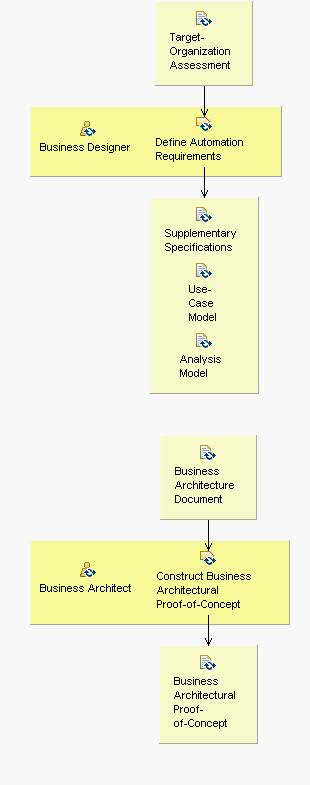 Target-
Organization
Assessment
Business Designer
Define Automation
Requirements
Supplementary
Specifications
Use-
Case
Model
Analysis
Model
Business
Architecture
Document
Business Architect
Construct Business
Architectural
Proof-of-Concept
Business
Architectural
Proof-
of-Concept